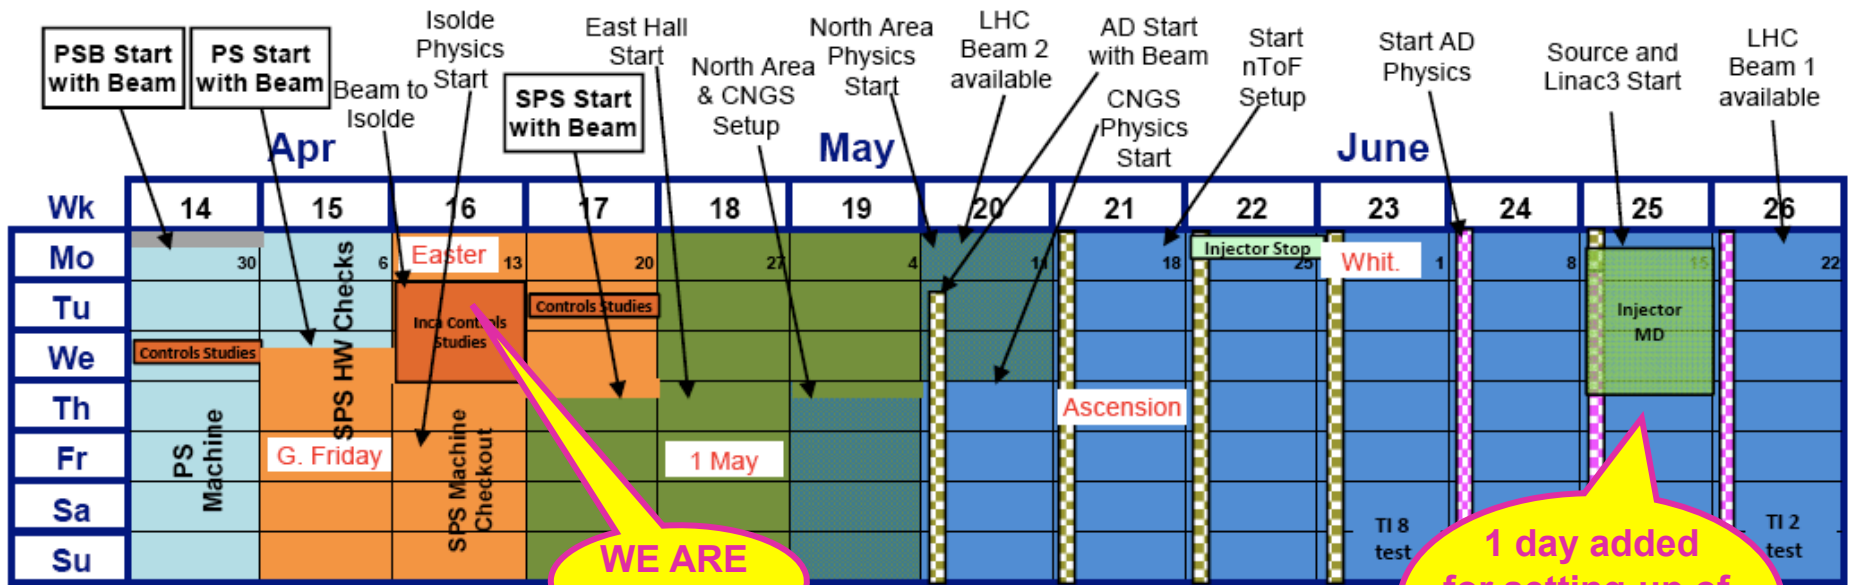 PSB Start
with Beam
PS Start
with Beam
Beam to
Isolde
Isolde
Physics
Start
SPS Start
with Beam
East Hall
Start
North Area
& CNGS
Setup
North Area
Physics
Start
LHC
Beam 2
available
AD Start
with Beam
CNGS
Physics
Start
Start
nToF
Setup
Start AD
Physics
Source and
Linac3 Start
LHC
Beam 1
available
Apr May June
Wk 14 15 16 17 18 19 20 21 22 23 24 25 26
Mo 30 6 Easter 13 20 27 4 11 18 Injector Stop 25 Whit. 1 8 15 22
Tu Inca Controls Studies Controls Studies Injector MD
We Controls Studies
Th Ascension
Fr G. Friday 1 May
Sa
Su
PS
Machine
SPS HW Checks
SPS Machine
Checkout
TI 8
test
TI 2
test
WE ARE
1 day added
for setting up of